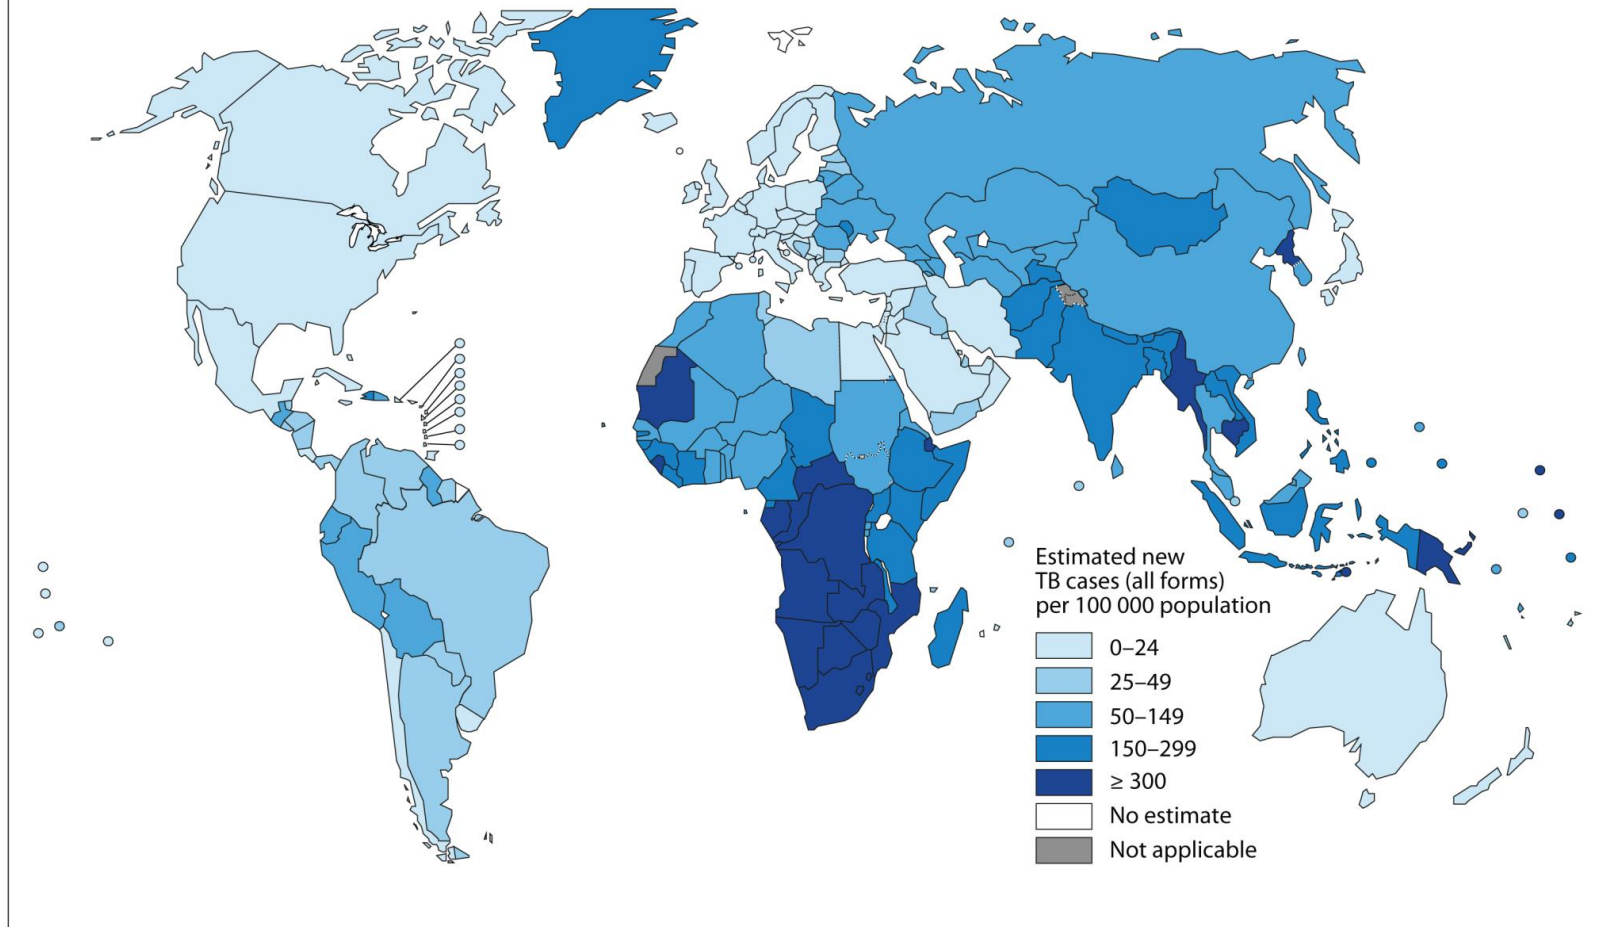 Estimated new
TB cases (all forms)
per 100 000 population
0–24
25–49
50–149
150–299
≥ 300
No estimate
Not applicable